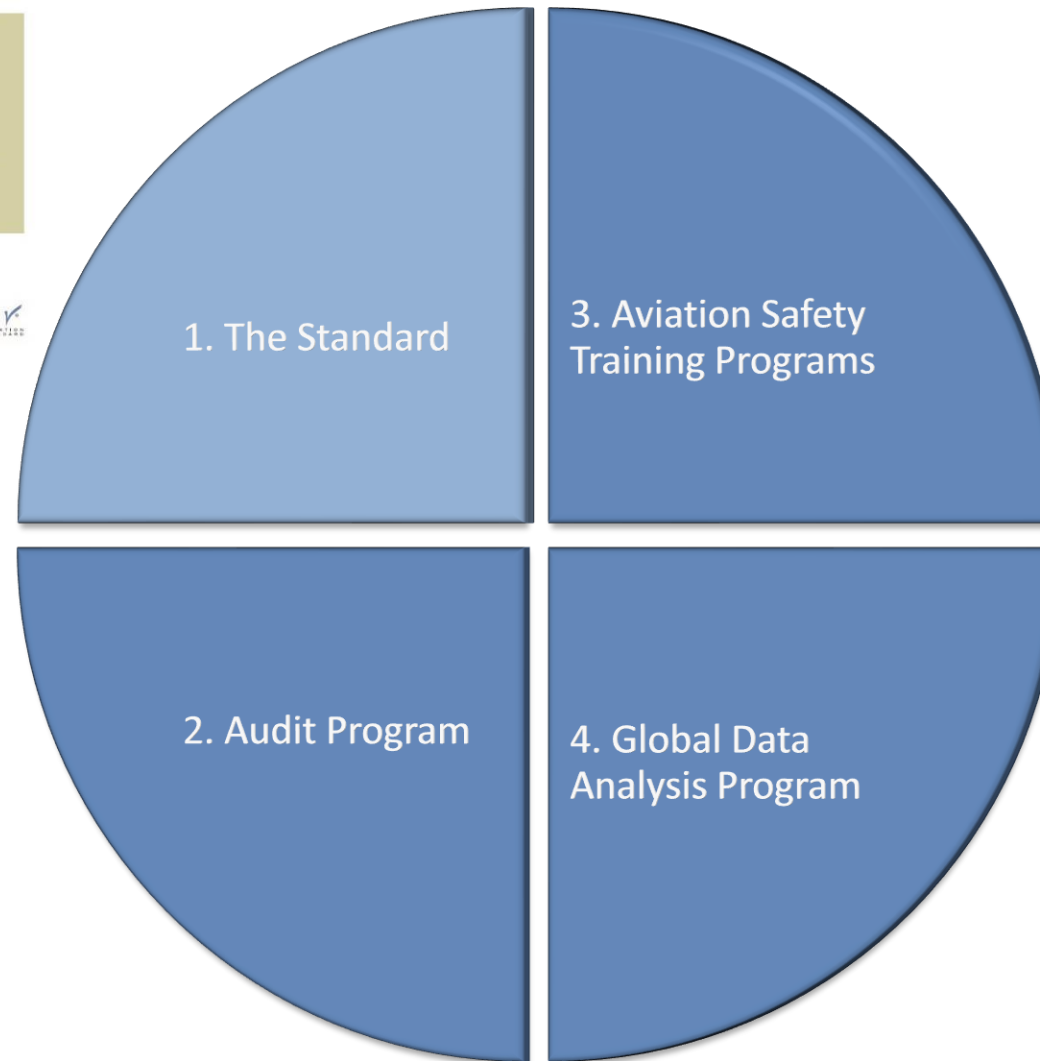 1. The Standard
2. Audit Program
3. Aviation Safety
Training Programs
4. Global Data
Analysis Program